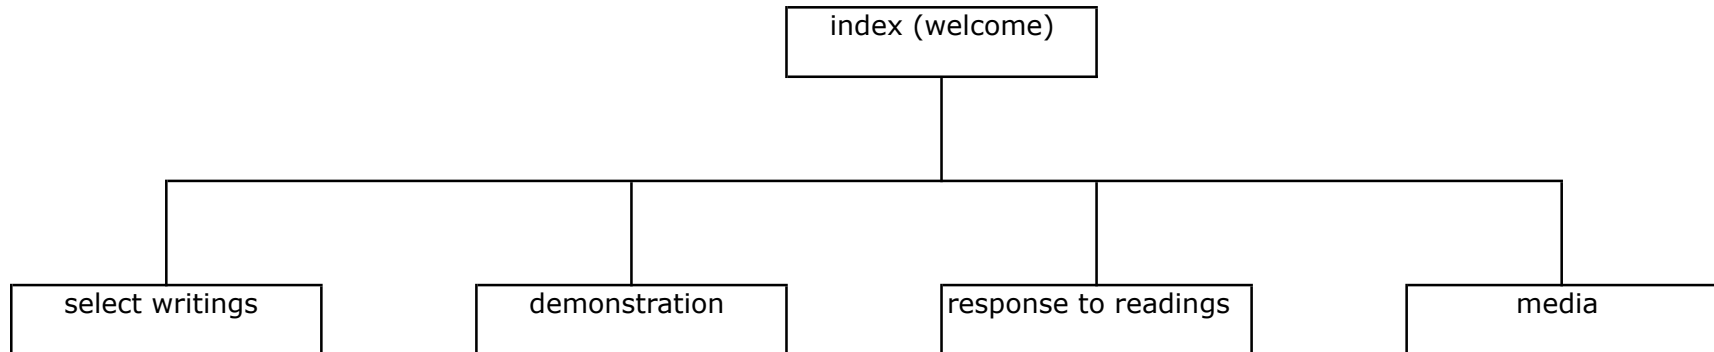 index (welcome)
select writings
demonstration
response to readings
media